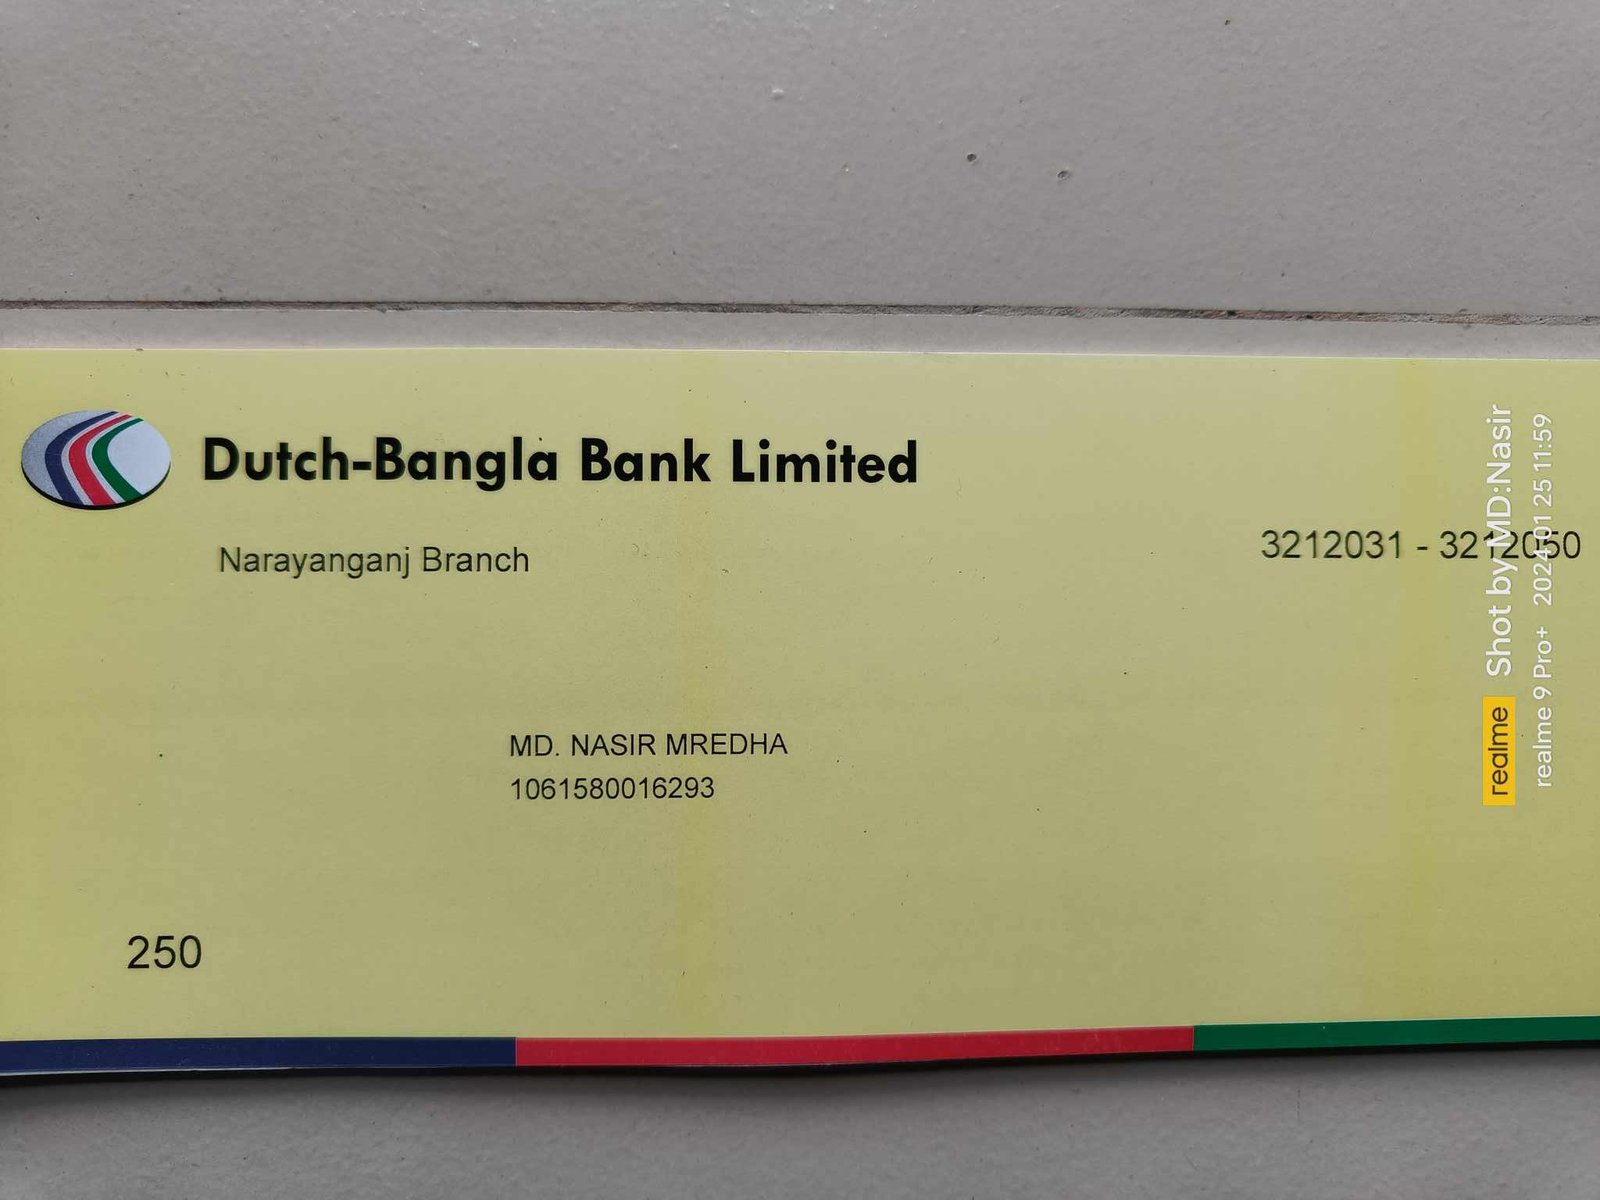 Dutch-Bangla Bank Limited
Narayanganj Branch
3212031 - 3212050
MD. NASIR MREDHA
1061580016293
250
realme Shot by MD:Nasir
realme 9 Pro+ 2024/01/25 11:59